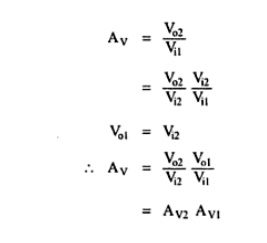 A_V = V_o2 / V_i1
= V_o2 / V_i2 V_i2 / V_i1
V_o1 = V_i2
∴ A_V = V_o2 / V_i2 V_o1 / V_i1
= A_V2 A_V1